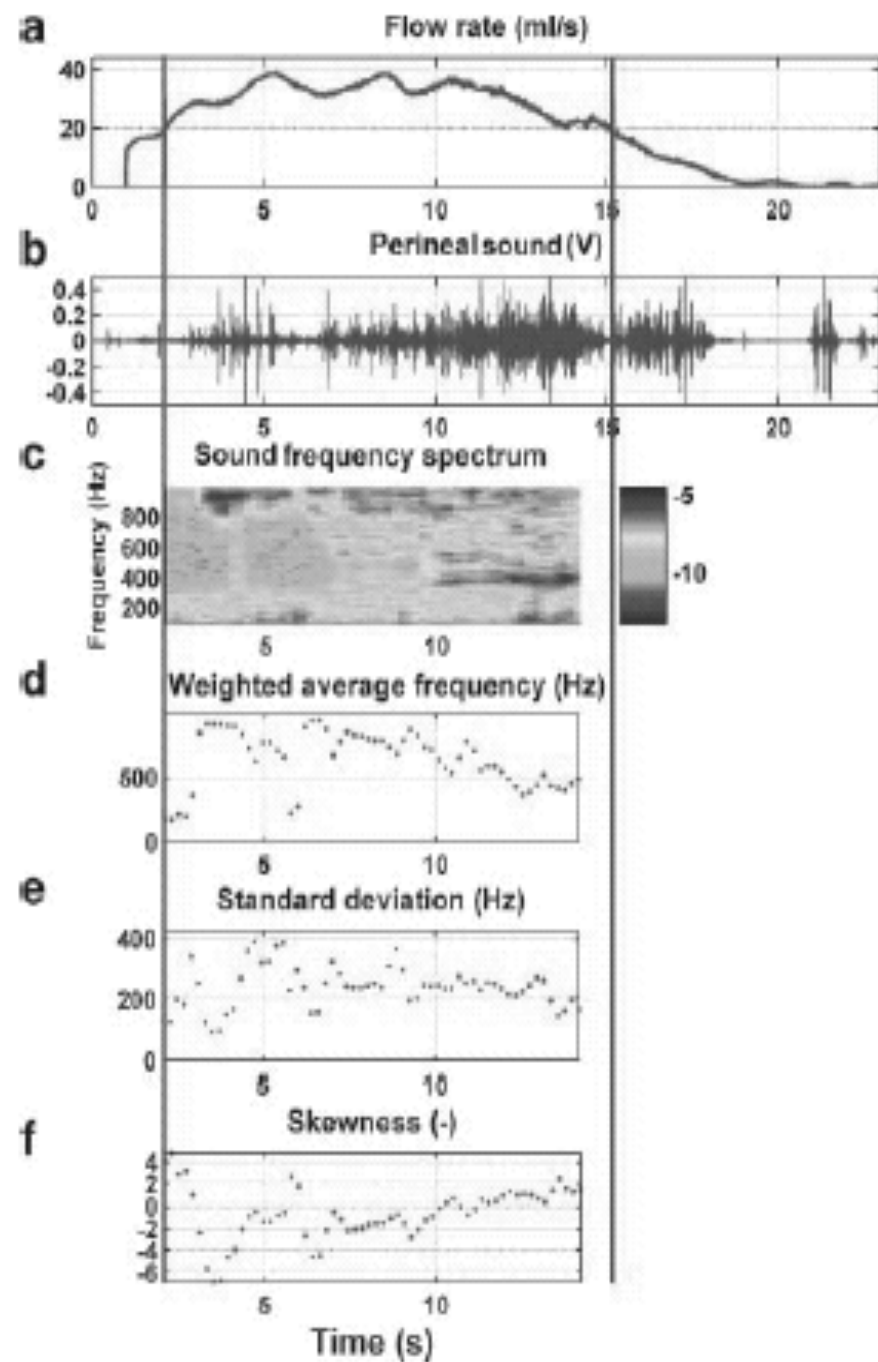 a
Flow rate (ml/s)
40
20
0
0 5 10 15 20
b
Perineal sound (V)
0.4
0.2
0
-0.2
-0.4
0 5 10 15 20
c
Sound frequency spectrum
Frequency (Hz)
800
600
400
200
5 10
-5
-10
d
Weighted average frequency (Hz)
500
0
5 10
e
Standard deviation (Hz)
400
200
0
5 10
f
Skewness (-)
4
2
0
-2
-4
-6
5 10
Time (s)